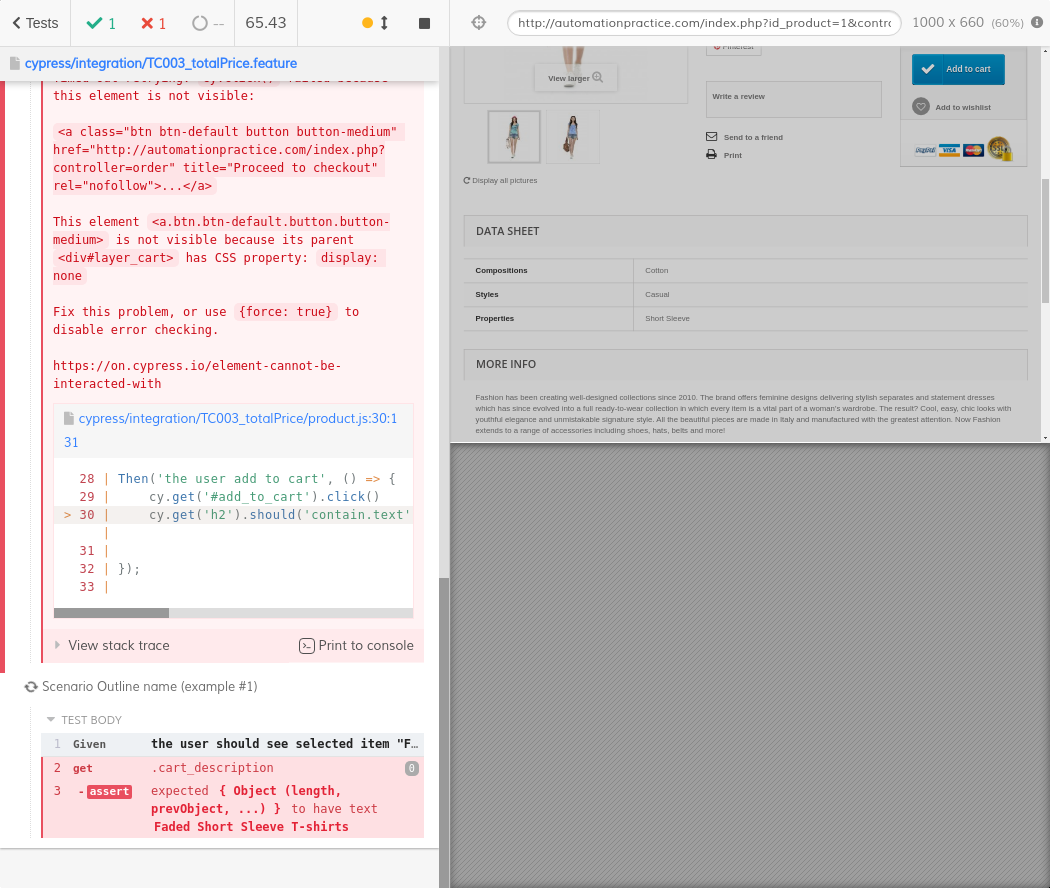 Tests
1
1
--
65.43
http://automationpractice.com/index.php?id_product=1&contro
1000 x 660 (60%)
cypress/integration/TC003_totalPrice.feature
this element is not visible:
<a class="btn btn-default button button-medium"
href="http://automationpractice.com/index.php?
controller=order" title="Proceed to checkout"
rel="nofollow">...</a>
This element <a.btn.btn-default.button.button-
medium> is not visible because its parent
<div#layer_cart> has CSS property: display:
none
Fix this problem, or use {force: true} to
disable error checking.
https://on.cypress.io/element-cannot-be-
interacted-with
cypress/integration/TC003_totalPrice/product.js:30:1
31
28 | Then('the user add to cart', () => {
29 | cy.get('#add_to_cart').click()
> 30 | cy.get('h2').should('contain.text'
|
31 |
32 | });
33 |
View stack trace
Print to console
Scenario Outline name (example #1)
TEST BODY
1 Given the user should see selected item "F…
2 get .cart_description 0
3 -assert expected { Object (length,
prevObject, ...) } to have text
Faded Short Sleeve T-shirts
Pinterest
View larger
Write a review
Send to a friend
Print
Add to cart
Add to wishlist
VISA
Display all pictures
DATA SHEET
Compositions Cotton
Styles Casual
Properties Short Sleeve
MORE INFO
Fashion has been creating well-designed collections since 2010. The brand offers feminine designs delivering stylish separates and statement dresses
which has since evolved into a full ready-to-wear collection in which every item is a vital part of a woman's wardrobe. The result? Cool, easy, chic looks with
youthful elegance and unmistakable signature style. All the beautiful pieces are made in Italy and manufactured with the greatest attention. Now Fashion
extends to a range of accessories including shoes, hats, belts and more!